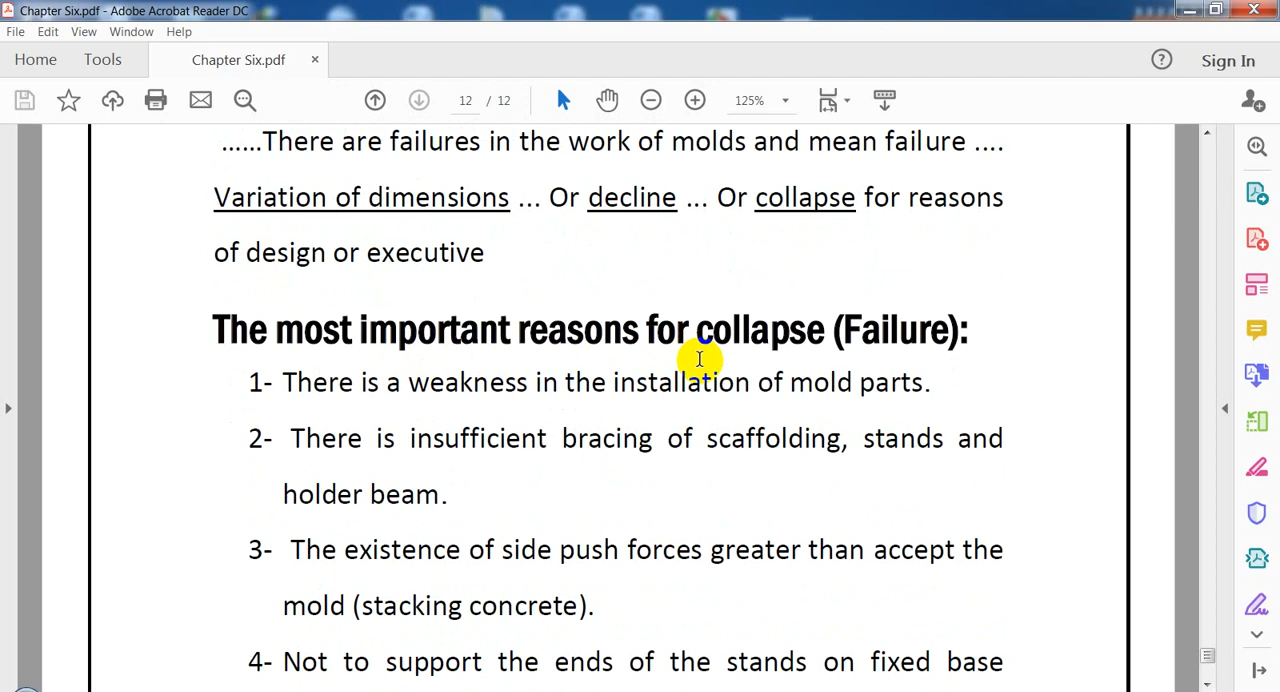 Chapter Six.pdf - Adobe Acrobat Reader DC
File Edit View Window Help
Home Tools Chapter Six.pdf × Sign In
12 / 12 125%
......There are failures in the work of molds and mean failure ....
Variation of dimensions ... Or decline ... Or collapse for reasons
of design or executive
The most important reasons for collapse (Failure):
1- There is a weakness in the installation of mold parts.
2- There is insufficient bracing of scaffolding, stands and
holder beam.
3- The existence of side push forces greater than accept the
mold (stacking concrete).
4- Not to support the ends of the stands on fixed base